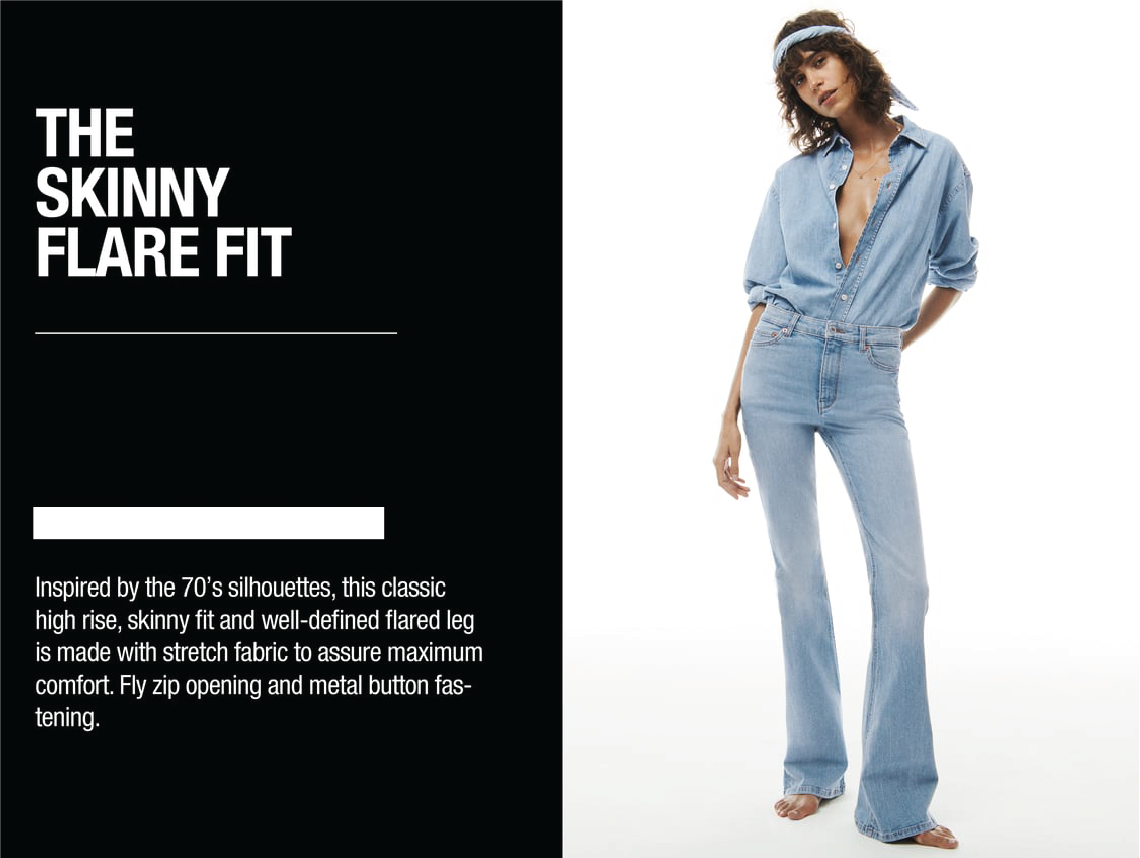 THE
SKINNY
FLARE FIT
Inspired by the 70's silhouettes, this classic
high rise, skinny fit and well-defined flared leg
is made with stretch fabric to assure maximum
comfort. Fly zip opening and metal button fas-
tening.